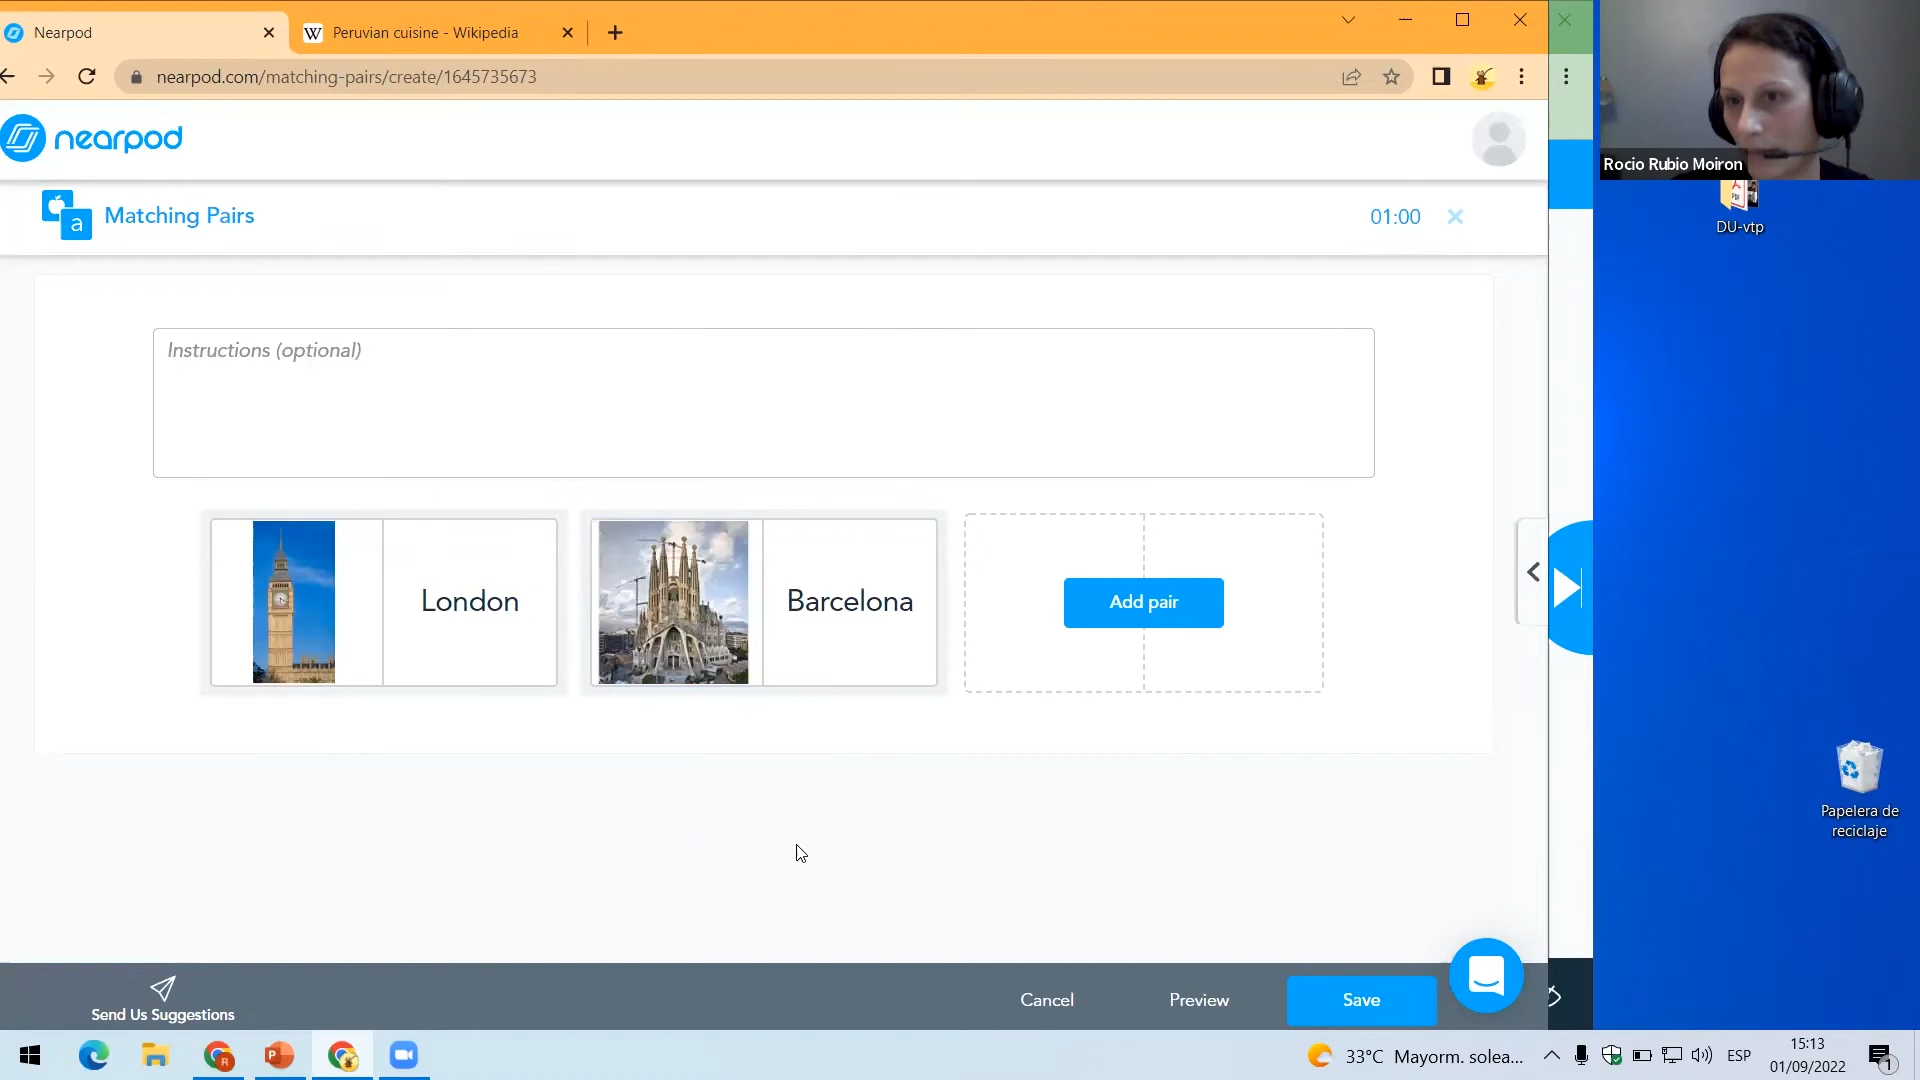 Nearpod
Peruvian cuisine - Wikipedia
nearpod.com/matching-pairs/create/1645735673
nearpod
Matching Pairs
01:00
Instructions (optional)
London
Barcelona
Add pair
Send Us Suggestions
Cancel
Preview
Save
Rocio Rubio Moiron
DU-vtp
Papelera de
reciclaje
33°C Mayorm. solea...
ESP
15:13
01/09/2022
1